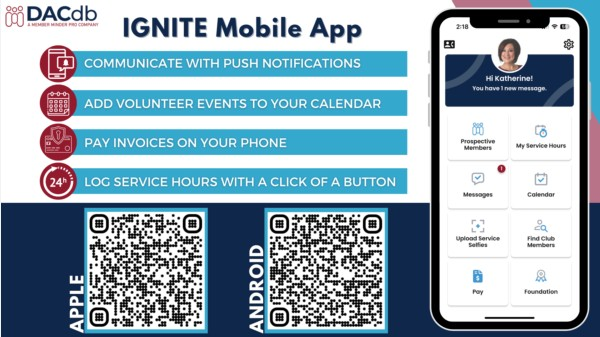 DACdb
A MEMBER MINDER PRO COMPANY
IGNITE Mobile App
COMMUNICATE WITH PUSH NOTIFICATIONS
ADD VOLUNTEER EVENTS TO YOUR CALENDAR
PAY INVOICES ON YOUR PHONE
24h
LOG SERVICE HOURS WITH A CLICK OF A BUTTON
APPLE
ANDROID
2:18
Hi Katherine!
You have 1 new message.
Prospective
Members
My Service Hours
1
Messages
Calendar
Upload Service
Selfies
Find Club
Members
$
Pay
Foundation